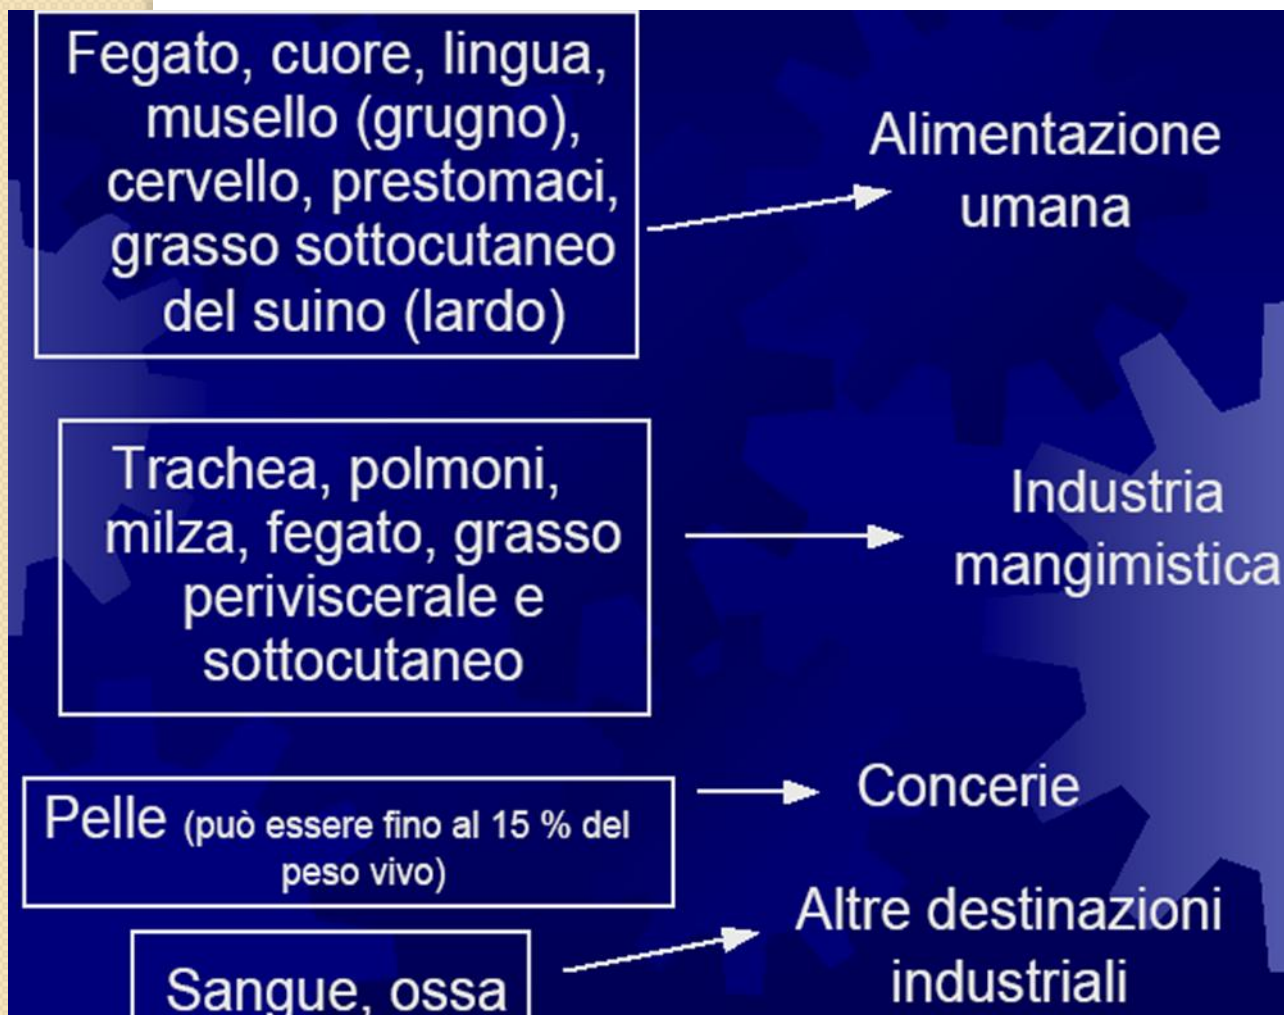 Fegato, cuore, lingua,
musello (grugno),
cervello, prestomaci,
grasso sottocutaneo
del suino (lardo)
Alimentazione
umana
Trachea, polmoni,
milza, fegato, grasso
periviscerale e
sottocutaneo
Industria
mangimistica
Pelle (può essere fino al 15 % del
peso vivo)
Concerie
Sangue, ossa
Altre destinazioni
industriali